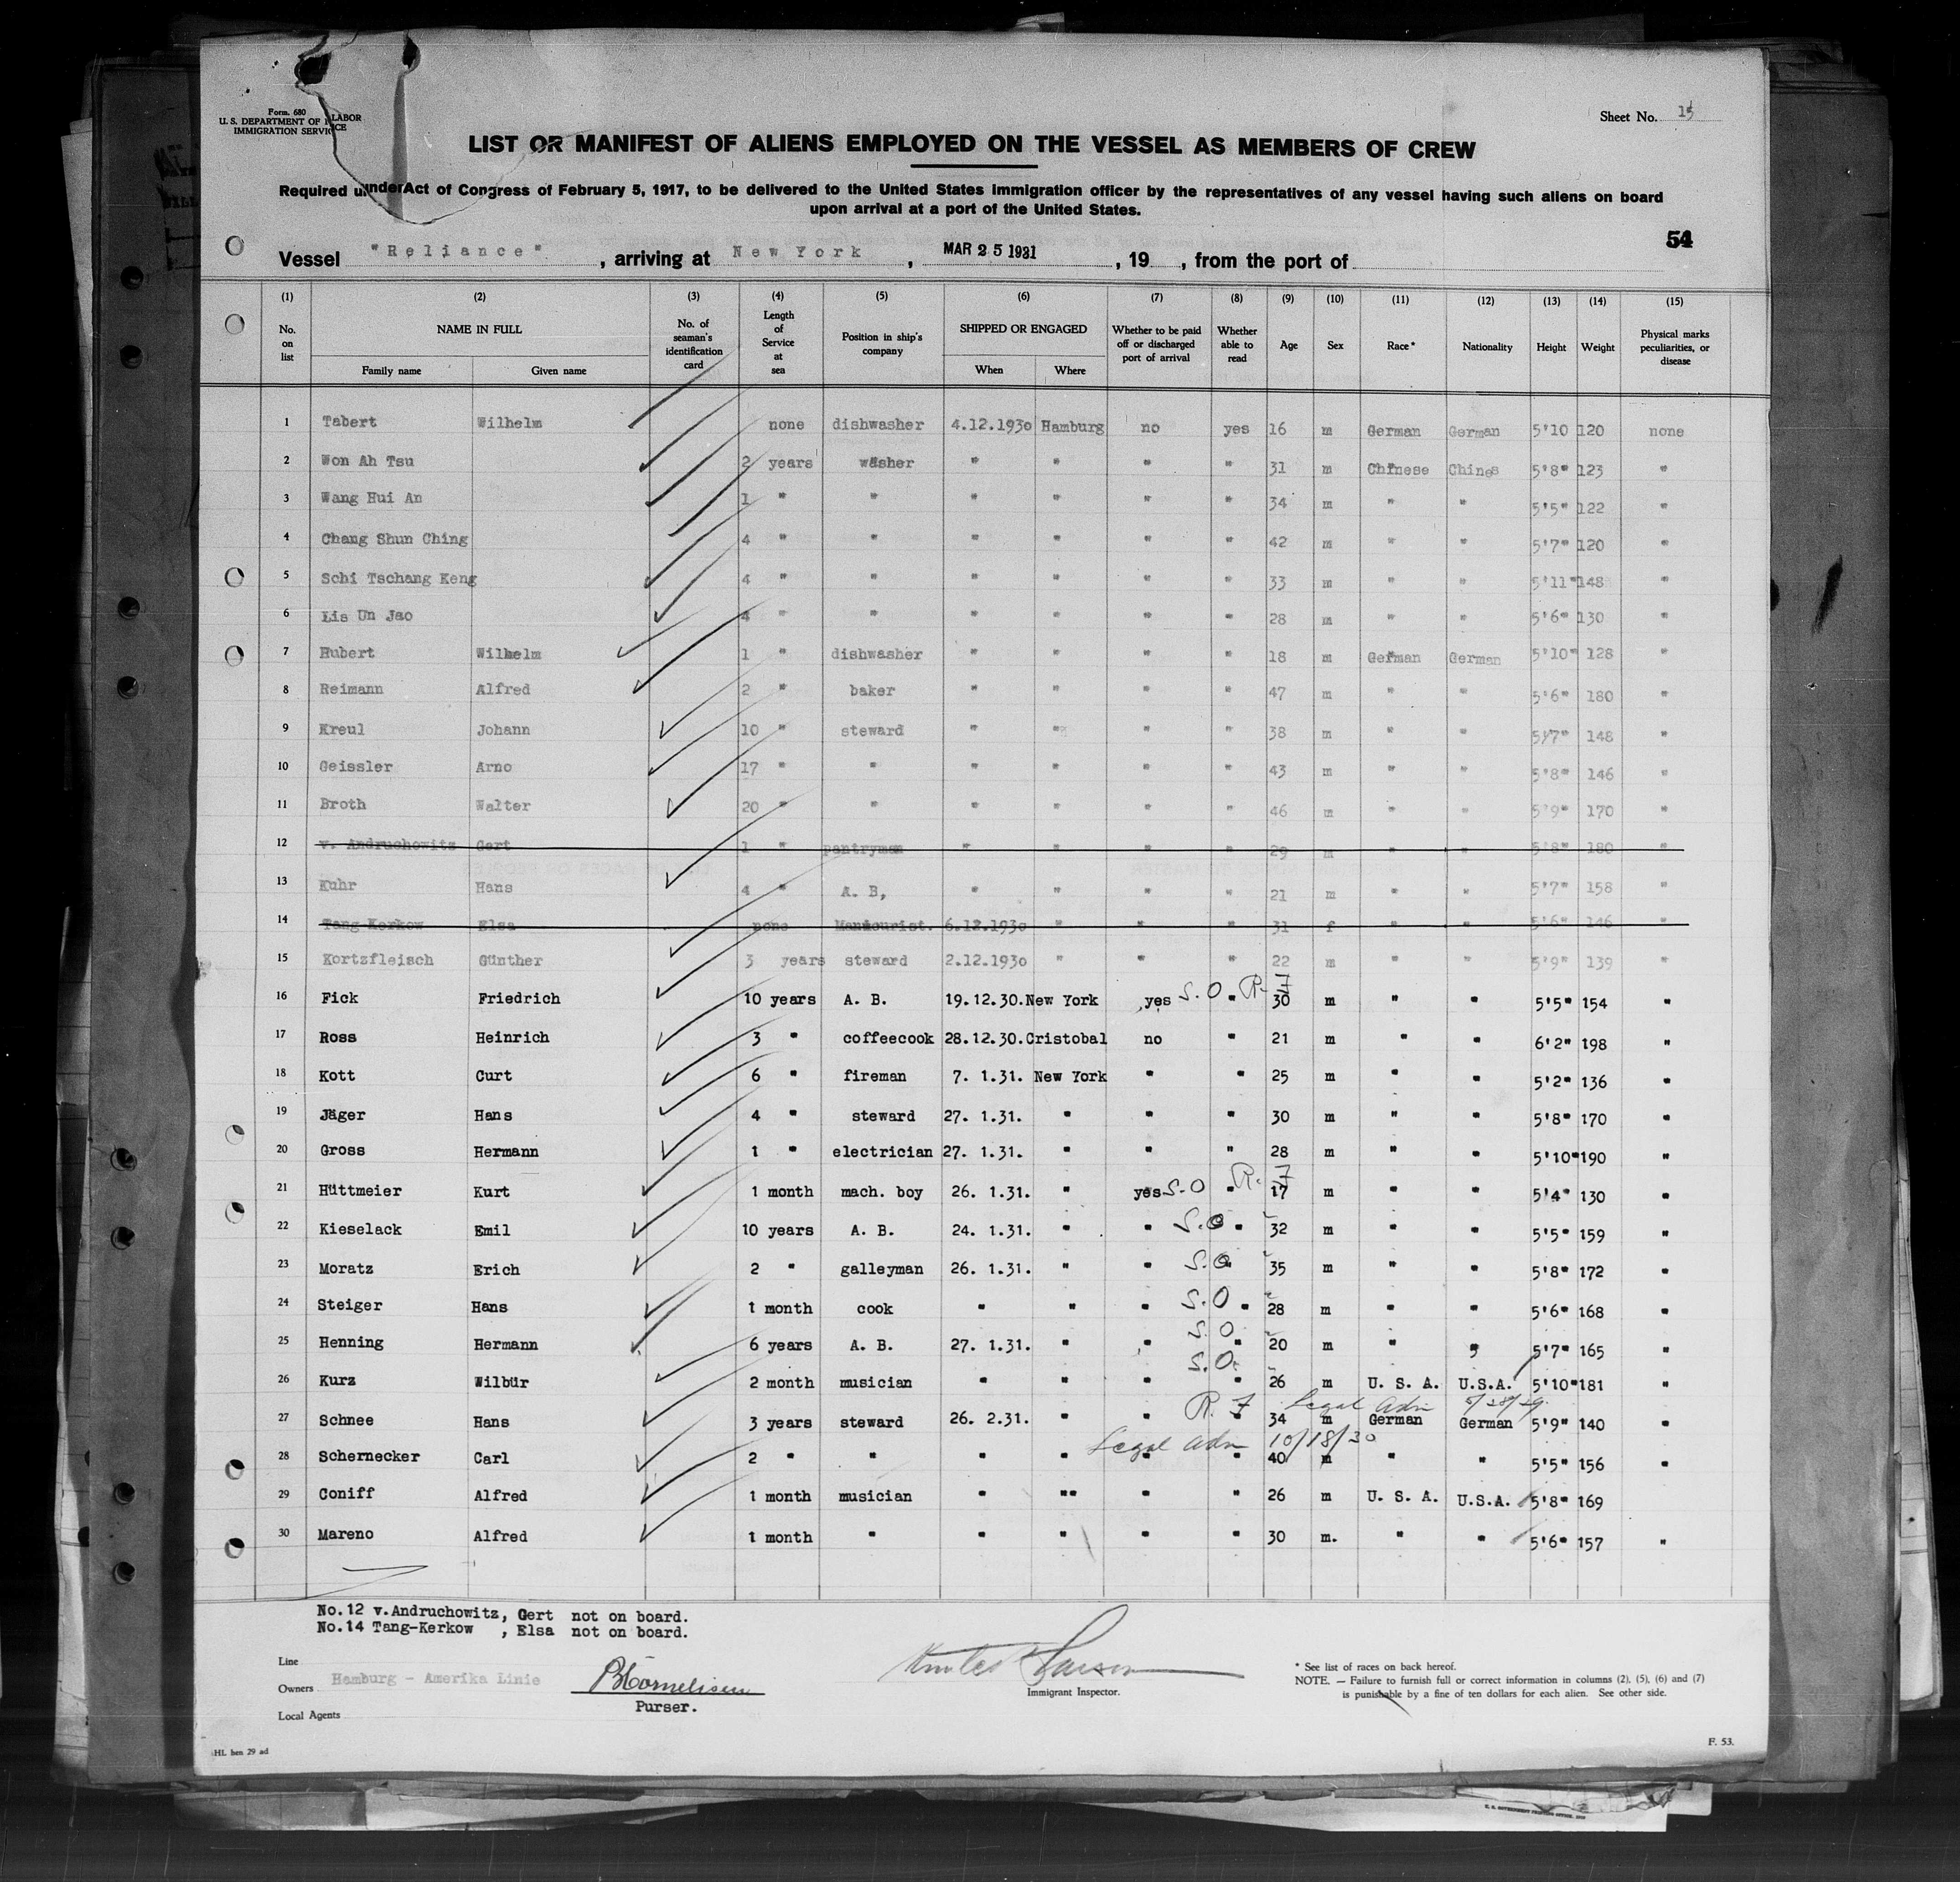 Form. 680
U. S. DEPARTMENT OF LABOR
IMMIGRATION SERVICE
Sheet No. 15
LIST OR MANIFEST OF ALIENS EMPLOYED ON THE VESSEL AS MEMBERS OF CREW
Required under Act of Congress of February 5, 1917, to be delivered to the United States Immigration officer by the representatives of any vessel having such aliens on board
upon arrival at a port of the United States.
54
Vessel "Reliance" , arriving at New York , MAR 25 1931 , 19 , from the port of
(1) (2) (3) (4) (5) (6) (7) (8) (9) (10) (11) (12) (13) (14) (15)
No. on list NAME IN FULL Family name Given name No. of seaman's identification card Length of Service at sea Position in ship's company SHIPPED OR ENGAGED When Where Whether to be paid off or discharged port of arrival Whether able to read Age Sex Race* Nationality Height Weight Physical marks peculiarities, or disease
1 Tabert Wilhelm none dishwasher 4.12.1930 Hamburg no yes 16 m German German 5'10 120 none
2 Won Ah Tsu 2 years washer " " " " 31 m Chinese Chines 5'8" 123 "
3 Wang Hui An 1 " " " " " " 34 m " " 5'5" 122 "
4 Chang Shun Ching 4 " " " " " " 42 m " " 5'7" 120 "
5 Schi Tschang Keng 4 " " " " " " 33 m " " 5'11" 148 "
6 Lis Un Jao 4 " " " " " " 28 m " " 5'6" 130 "
7 Hubert Wilhelm 1 " dishwasher " " " " 18 m German German 5'10" 128 "
8 Reimann Alfred 2 " baker " " " " 47 m " " 5'6" 180 "
9 Kreul Johann 10 " steward " " " " 38 m " " 5'7" 148 "
10 Geissler Arno 17 " " " " " " 43 m " " 5'8" 146 "
11 Broth Walter 20 " " " " " " 46 m " " 5'9" 170 "
12 v. Andruchowitz Gert 1 " pantryman " " " " 29 m " " 5'8" 180 "
13 Kuhr Hans 4 " A. B, " " " " 21 m " " 5'7" 158 "
14 Tang Kerkow Elsa none 6.12.1930 " " " 31 f " " 5'6" 146 "
15 Kortzfleisch Günther 3 years steward 2.12.1930 " " " 22 m " " 5'9" 139 "
16 Fick Friedrich 10 years A. B. 19.12.30. New York yes S.O " R. F 30 m " " 5'5" 154 "
17 Ross Heinrich 3 " coffeecook 28.12.30. Cristobal no " 21 m " " 6'2" 198 "
18 Kott Curt 6 " fireman 7. 1.31. New York " " 25 m " " 5'2" 136 "
19 Jäger Hans 4 " steward 27. 1.31. " " " 30 m " " 5'8" 170 "
20 Gross Hermann 1 " electrician 27. 1.31. " " " 28 m " " 5'10" 190 "
21 Hüttmeier Kurt 1 month mach. boy 26. 1.31. " yes S.O " R. F 17 m " " 5'4" 130 "
22 Kieselack Emil 10 years A. B. 24. 1.31. " " S.O " 32 m " " 5'5" 159 "
23 Moratz Erich 2 " galleyman 26. 1.31. " " S.O " 35 m " " 5'8" 172 "
24 Steiger Hans 1 month cook " " " S.O " 28 m " " 5'6" 168 "
25 Henning Hermann 6 years A. B. 27. 1.31. " " S.O " 20 m " " 5'7" 165 "
26 Kurz Wilbür 2 month musician " " " S.O. " 26 m U. S. A. U.S.A. 5'10" 181 "
R. F Legal Adm 5/28/29
27 Schnee Hans 3 years steward 26. 2.31. " " " 34 m German German 5'9" 140 "
Legal adm 10/18/30
28 Schernecker Carl 2 " " " " " " 40 m " " 5'5" 156 "
29 Coniff Alfred 1 month musician " "" " " 26 m U. S. A. U.S.A. 5'8" 169
30 Mareno Alfred 1 month " " " " " 30 m. " " 5'6" 157 "
No.12 v.Andruchowitz, Gert not on board.
No.14 Tang-Kerkow , Elsa not on board.
Line
Owners Hamburg - Amerika Linie
Local Agents
Purser.
Immigrant Inspector.
* See list of races on back hereof.
NOTE. — Failure to furnish full or correct information in columns (2), (5), (6) and (7)
is punishable by a fine of ten dollars for each alien. See other side.
HL ben 29 ad
F. 53.